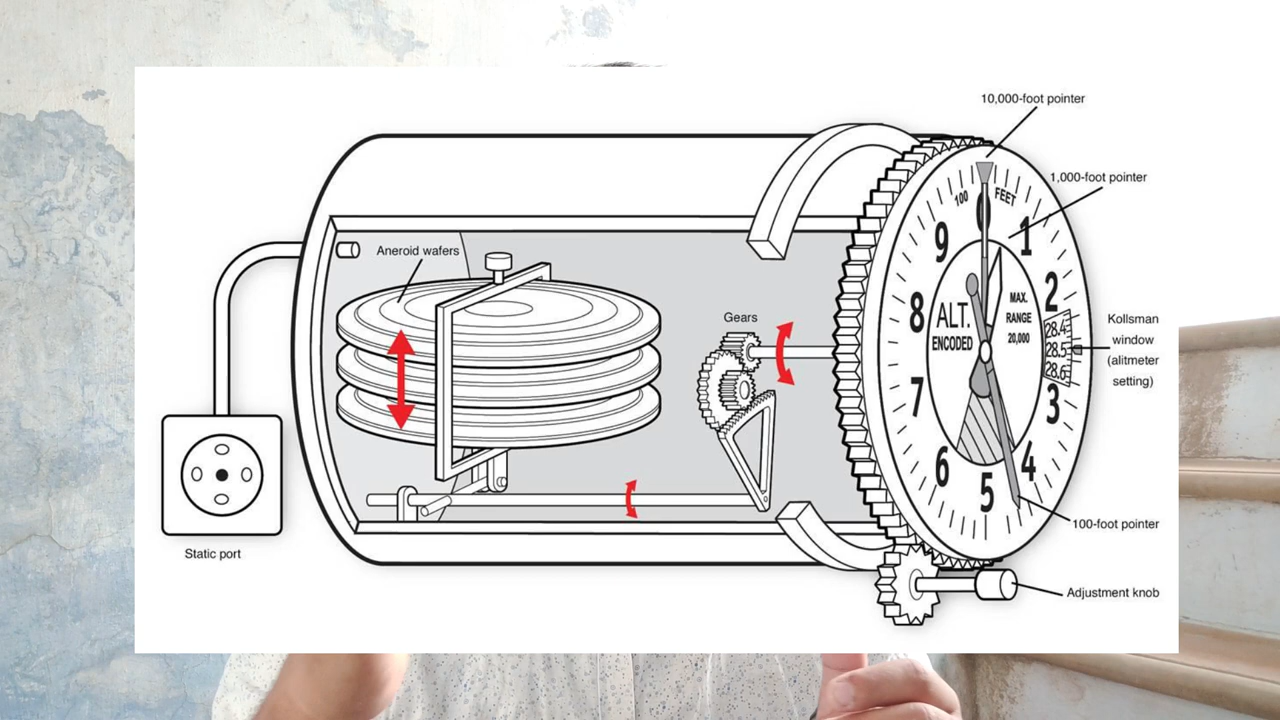 10,000-foot pointer
1,000-foot pointer
Aneroid wafers
Gears
Static port
100
FEET
0
1
2
3
4
5
6
7
8
9
ALT.
ENCODED
MAX.
RANGE
20,000
28.4
28.5
28.6
Kollsman
window
(alitmeter
setting)
100-foot pointer
Adjustment knob